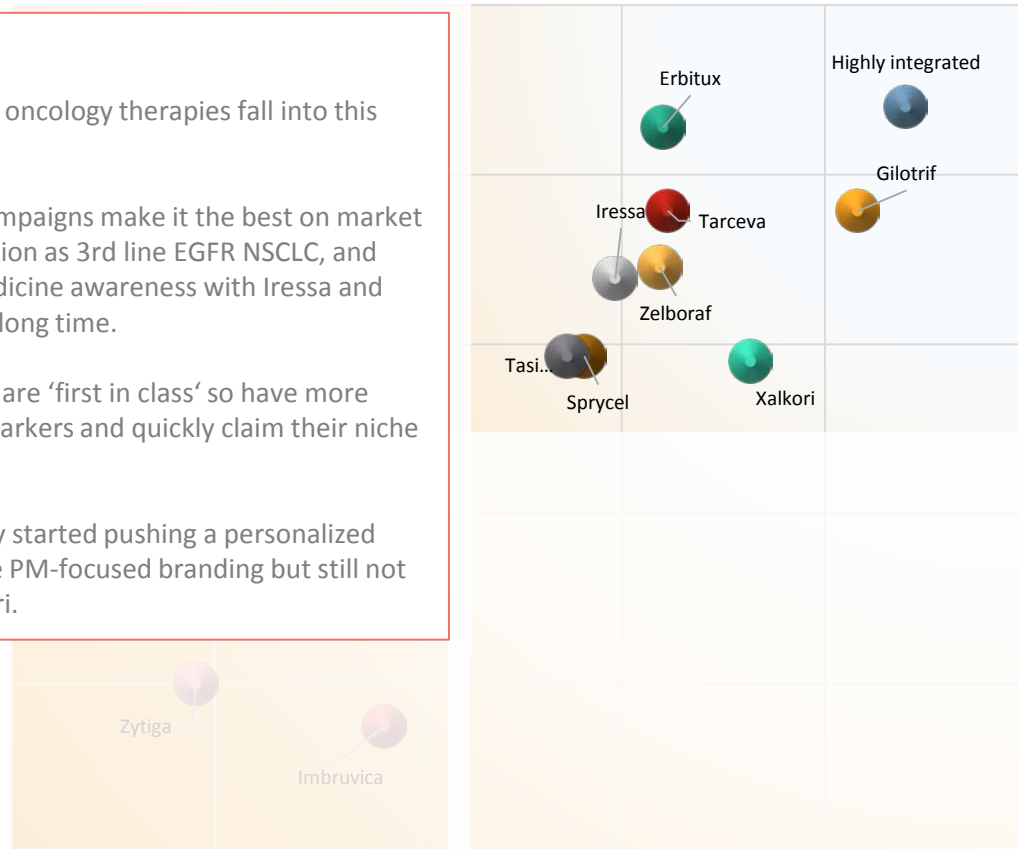 oncology therapies fall into this
mpaigns make it the best on market
tion as 3rd line EGFR NSCLC, and
dicine awareness with Iressa and
long time.
are ‘first in class‘ so have more
arkers and quickly claim their niche
y started pushing a personalized
e PM-focused branding but still not
ri.
Highly integrated
Erbitux
Gilotrif
Iressa
Tarceva
Zelboraf
Tasi...
Sprycel
Xalkori
Zytiga
Imbruvica